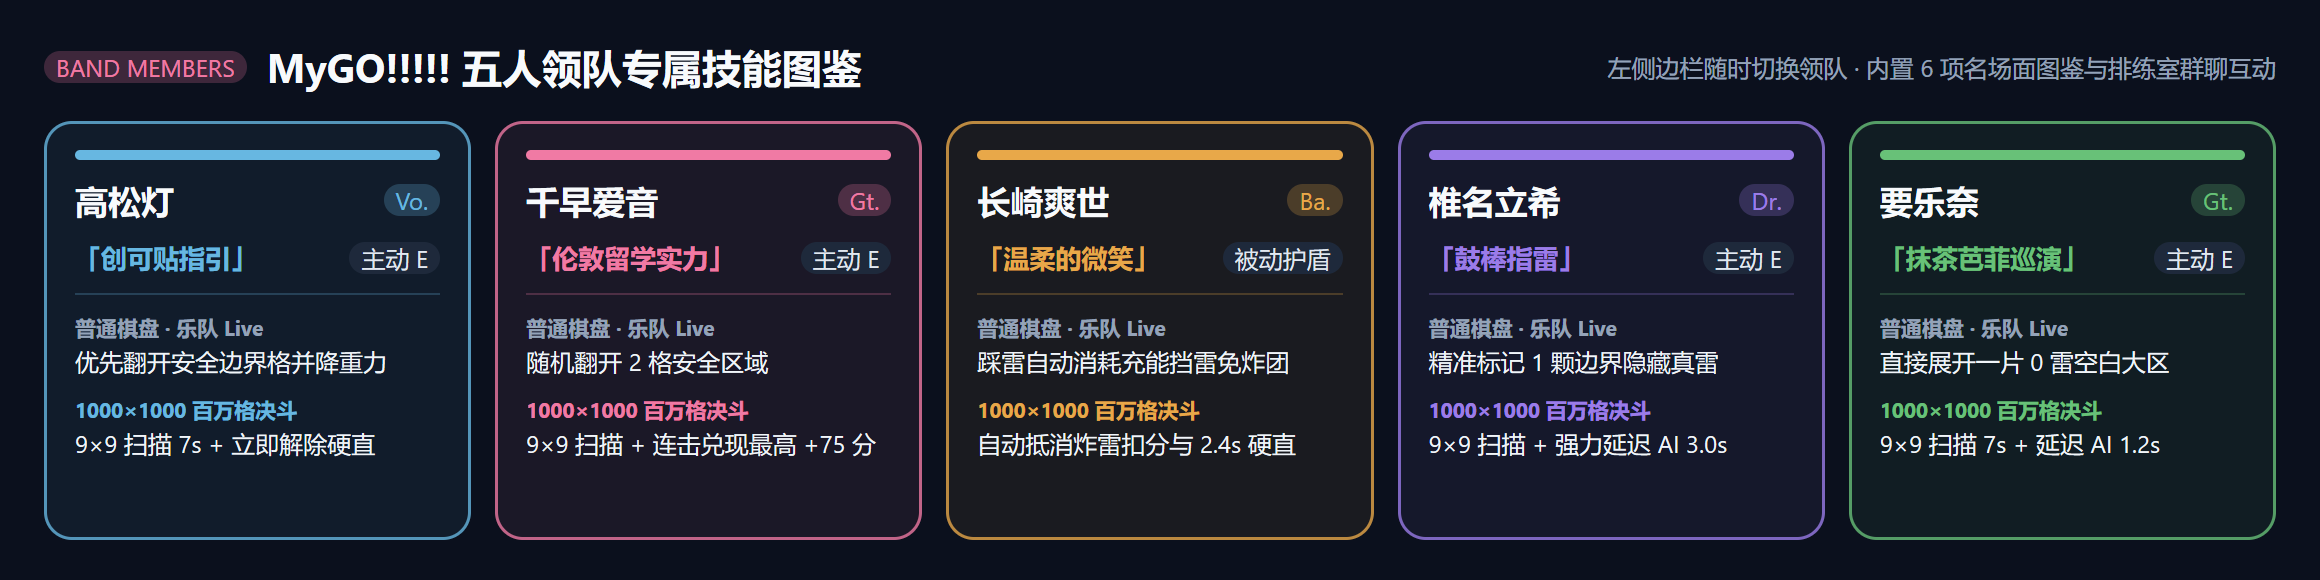 BAND MEMBERS
MyGO!!!!! 五人领队专属技能图鉴
左侧边栏随时切换领队 · 内置 6 项名场面图鉴与排练室群聊互动
高松灯
Vo.
「创可贴指引」
主动 E
普通棋盘 · 乐队 Live
优先翻开安全边界格并降重力
1000×1000 百万格决斗
9×9 扫描 7s + 立即解除硬直
千早爱音
Gt.
「伦敦留学实力」
主动 E
普通棋盘 · 乐队 Live
随机翻开 2 格安全区域
1000×1000 百万格决斗
9×9 扫描 + 连击兑现最高 +75 分
长崎爽世
Ba.
「温柔的微笑」
被动护盾
普通棋盘 · 乐队 Live
踩雷自动消耗充能挡雷免炸团
1000×1000 百万格决斗
自动抵消炸雷扣分与 2.4s 硬直
椎名立希
Dr.
「鼓棒指雷」
主动 E
普通棋盘 · 乐队 Live
精准标记 1 颗边界隐藏真雷
1000×1000 百万格决斗
9×9 扫描 + 强力延迟 AI 3.0s
要乐奈
Gt.
「抹茶芭菲巡演」
主动 E
普通棋盘 · 乐队 Live
直接展开一片 0 雷空白大区
1000×1000 百万格决斗
9×9 扫描 7s + 延迟 AI 1.2s